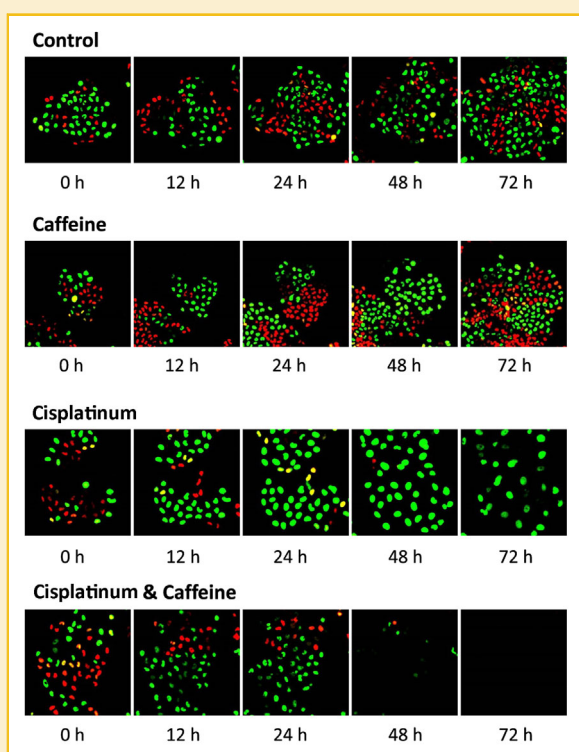 Control
0 h 12 h 24 h 48 h 72 h
Caffeine
0 h 12 h 24 h 48 h 72 h
Cisplatinum
0 h 12 h 24 h 48 h 72 h
Cisplatinum & Caffeine
0 h 12 h 24 h 48 h 72 h